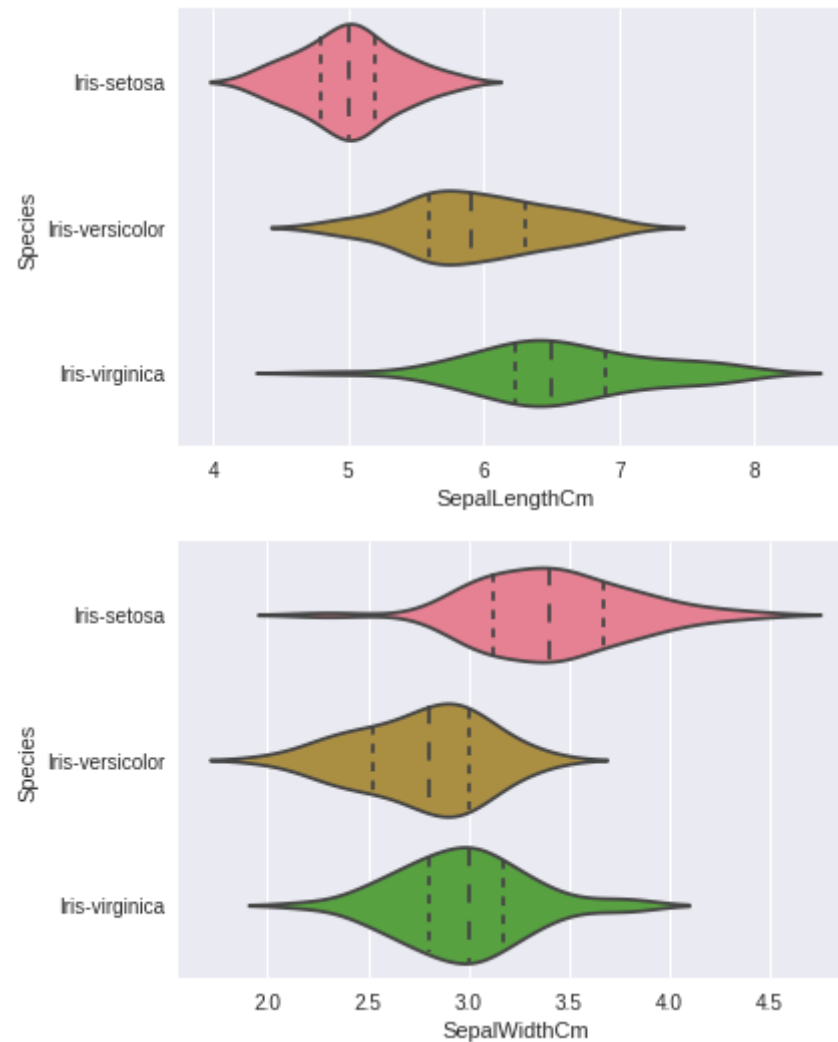 Iris-setosa
Iris-versicolor
Iris-virginica
Species
4 5 6 7 8
SepalLengthCm
Iris-setosa
Iris-versicolor
Iris-virginica
Species
2.0 2.5 3.0 3.5 4.0 4.5
SepalWidthCm